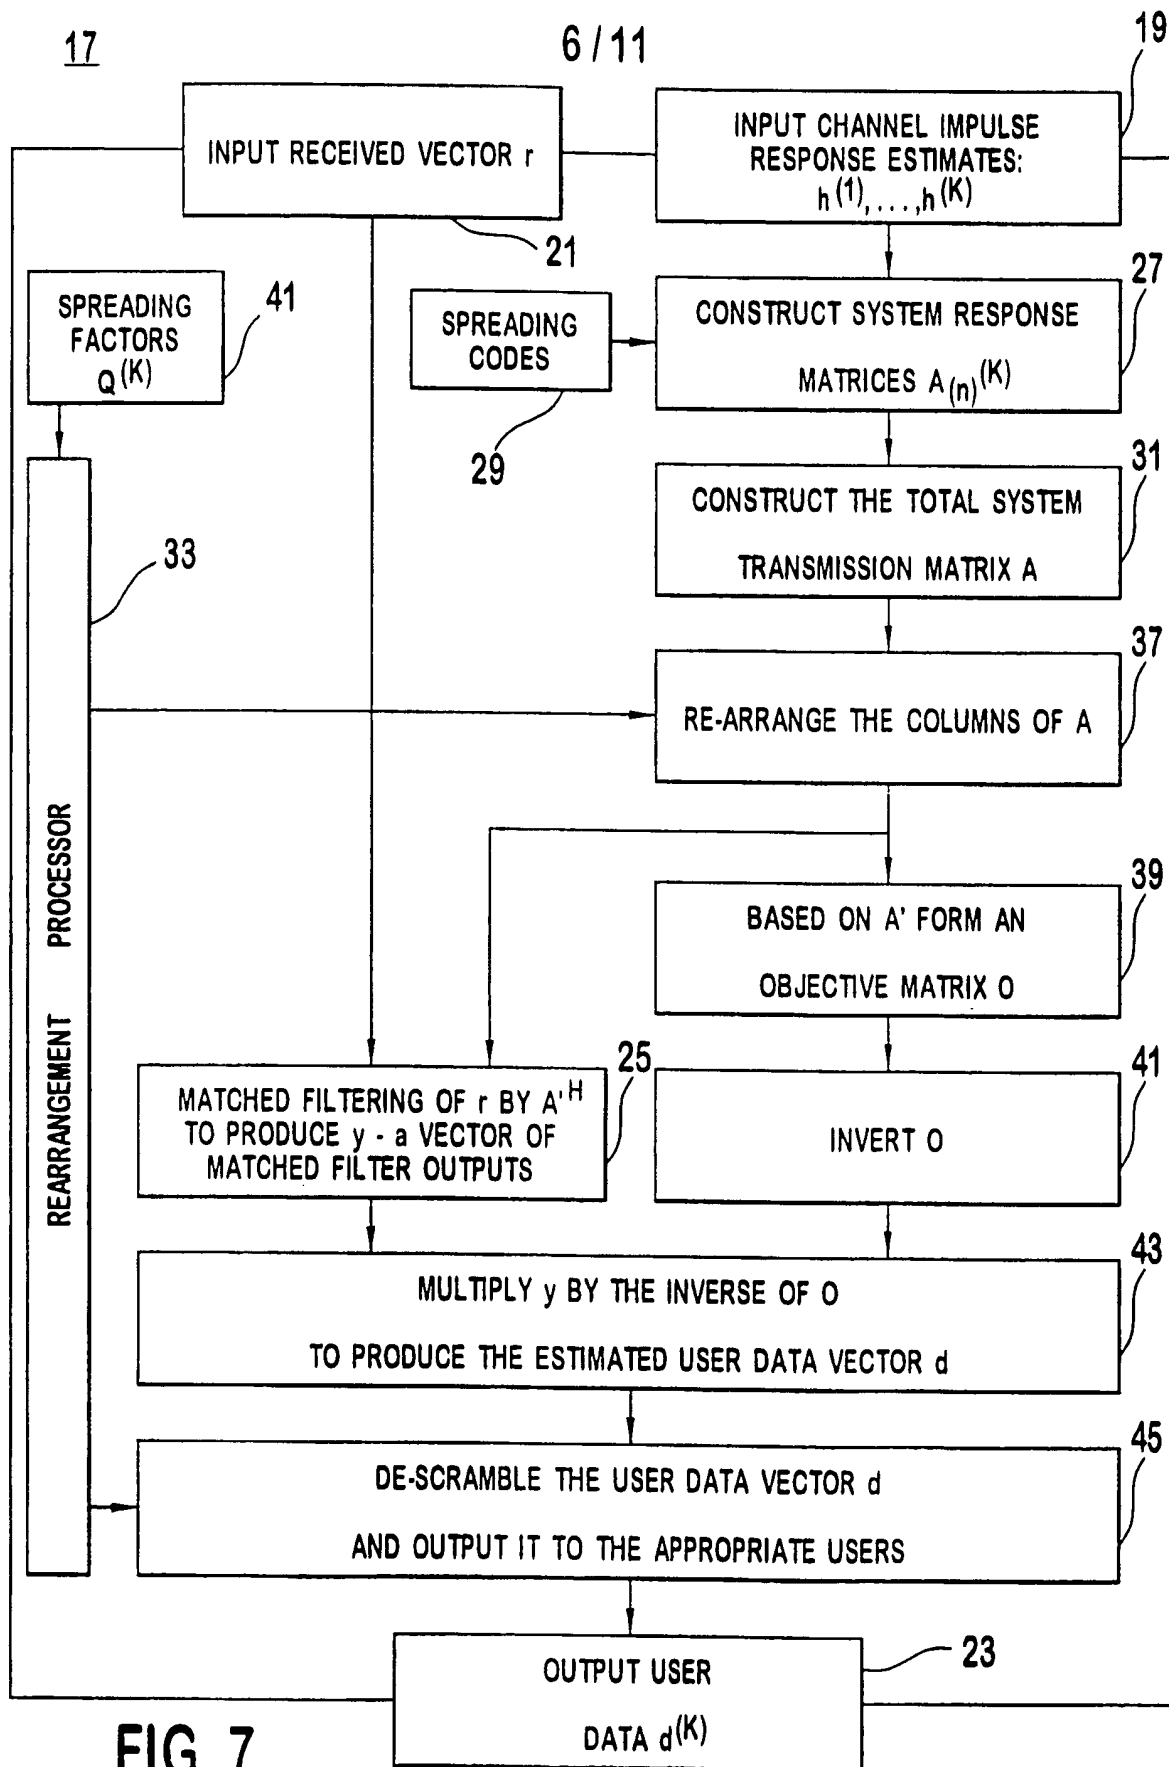 17
6 / 11
19
INPUT RECEIVED VECTOR r
21
INPUT CHANNEL IMPULSE
RESPONSE ESTIMATES:
h(1), . . . ,h(K)
SPREADING
FACTORS
Q(K)
41
SPREADING
CODES
29
CONSTRUCT SYSTEM RESPONSE
MATRICES A(n)(K)
27
CONSTRUCT THE TOTAL SYSTEM
TRANSMISSION MATRIX A
31
33
REARRANGEMENT PROCESSOR
RE-ARRANGE THE COLUMNS OF A
37
BASED ON A' FORM AN
OBJECTIVE MATRIX O
39
MATCHED FILTERING OF r BY A'H
TO PRODUCE y - a VECTOR OF
MATCHED FILTER OUTPUTS
25
INVERT O
41
MULTIPLY y BY THE INVERSE OF O
TO PRODUCE THE ESTIMATED USER DATA VECTOR d
43
DE-SCRAMBLE THE USER DATA VECTOR d
AND OUTPUT IT TO THE APPROPRIATE USERS
45
OUTPUT USER
DATA d(K)
23
FIG. 7